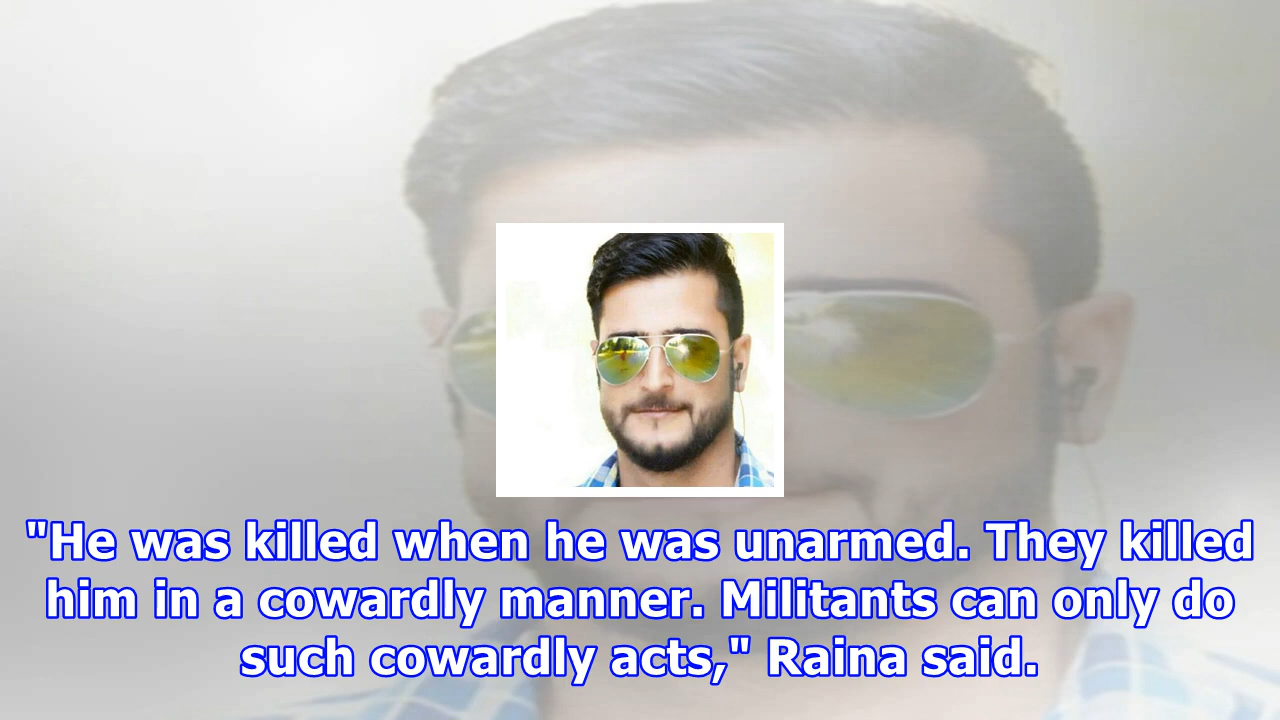 "He was killed when he was unarmed. They killed
him in a cowardly manner. Militants can only do
such cowardly acts," Raina said.